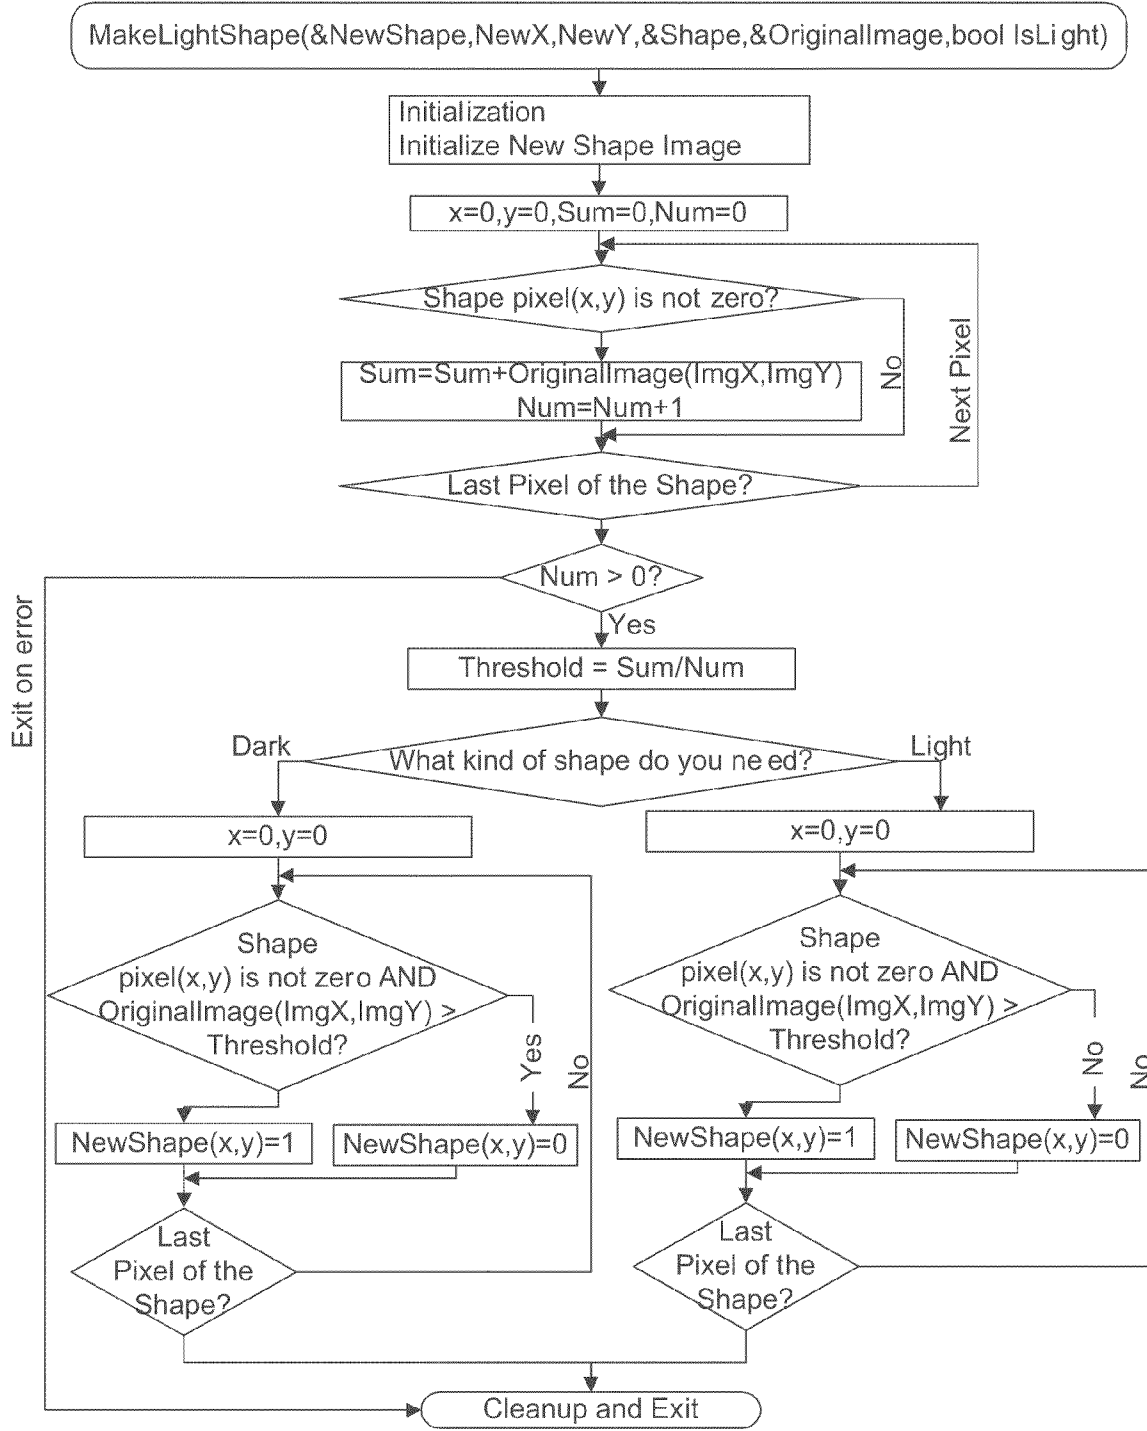 MakeLightShape(&NewShape,NewX,NewY,&Shape,&OriginalImage,bool IsLight)
Initialization
Initialize New Shape Image
x=0,y=0,Sum=0,Num=0
Shape pixel(x,y) is not zero?
No
Next Pixel
Sum=Sum+OriginalImage(ImgX,ImgY)
Num=Num+1
Last Pixel of the Shape?
Num > 0?
Exit on error
Yes
Threshold = Sum/Num
What kind of shape do you need?
Dark
Light
x=0,y=0
x=0,y=0
Shape
pixel(x,y) is not zero AND
OriginalImage(ImgX,ImgY) >
Threshold?
Yes
No
Shape
pixel(x,y) is not zero AND
OriginalImage(ImgX,ImgY) >
Threshold?
No
No
NewShape(x,y)=1
NewShape(x,y)=0
NewShape(x,y)=1
NewShape(x,y)=0
Last
Pixel of the
Shape?
Last
Pixel of the
Shape?
Cleanup and Exit